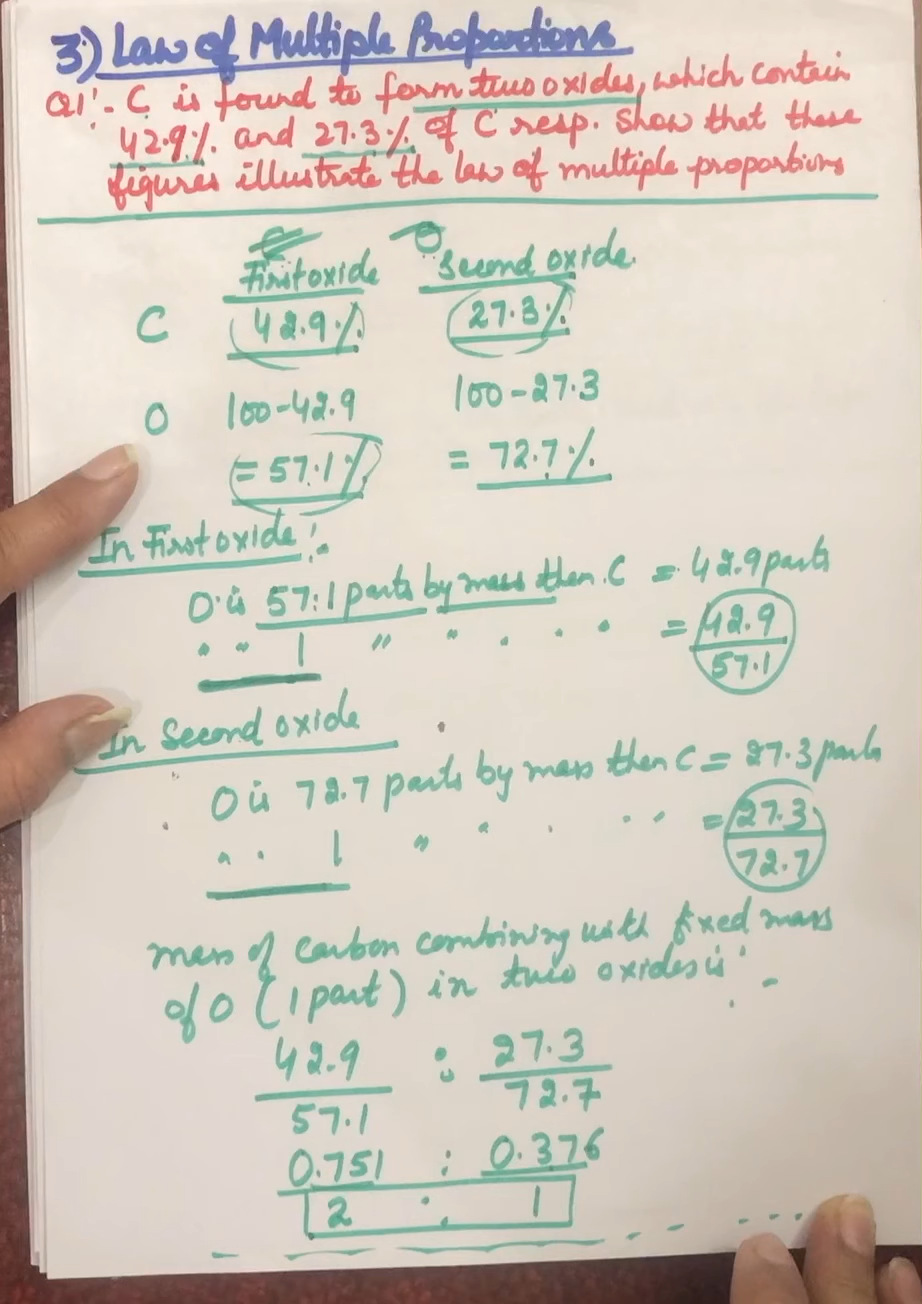 3) Law of Multiple Proportions
Q1:- C is found to form two oxides, which contain
42.9% and 27.3% of C resp. Show that these
figures illustrate the law of multiple proportions
First oxide Second oxide
C 42.9% 27.3%
O 100-42.9 100-27.3
= 57.1% = 72.7%
In First oxide:-
O is 57.1 parts by mass then C = 42.9 parts
" " 1 " " " " " = 42.9/57.1
In Second oxide
O is 72.7 parts by mass then C = 27.3 parts
" " 1 " " " " " = 27.3/72.7
mass of carbon combining with fixed mass
of O (1 part) in two oxides is :-
42.9 : 27.3
57.1 72.7
0.751 : 0.376
2 : 1